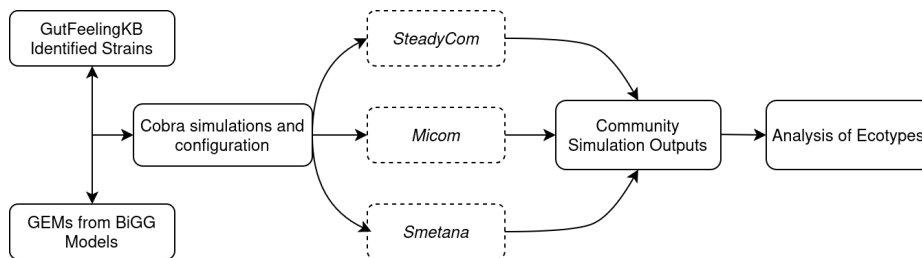 GutFeelingKB
Identified Strains
GEMs from BiGG
Models
Cobra simulations and
configuration
SteadyCom
Micom
Smetana
Community
Simulation Outputs
Analysis of Ecotypes